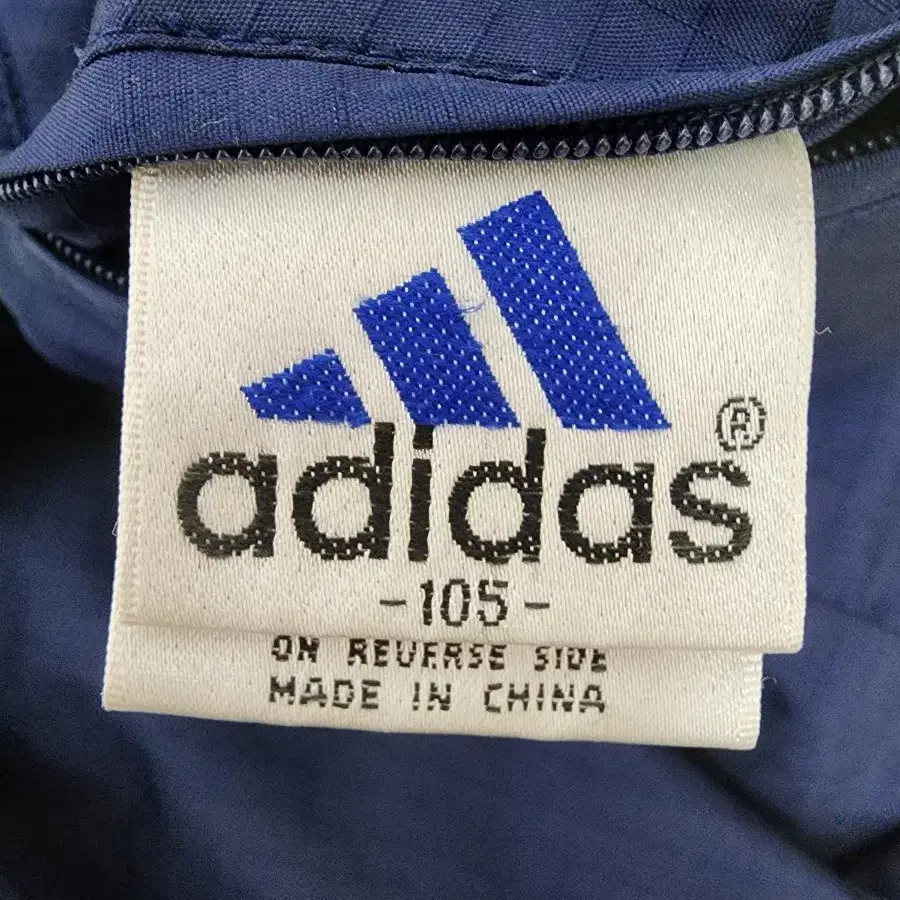 adidas®
-105-
ON REVERSE SIDE
MADE IN CHINA